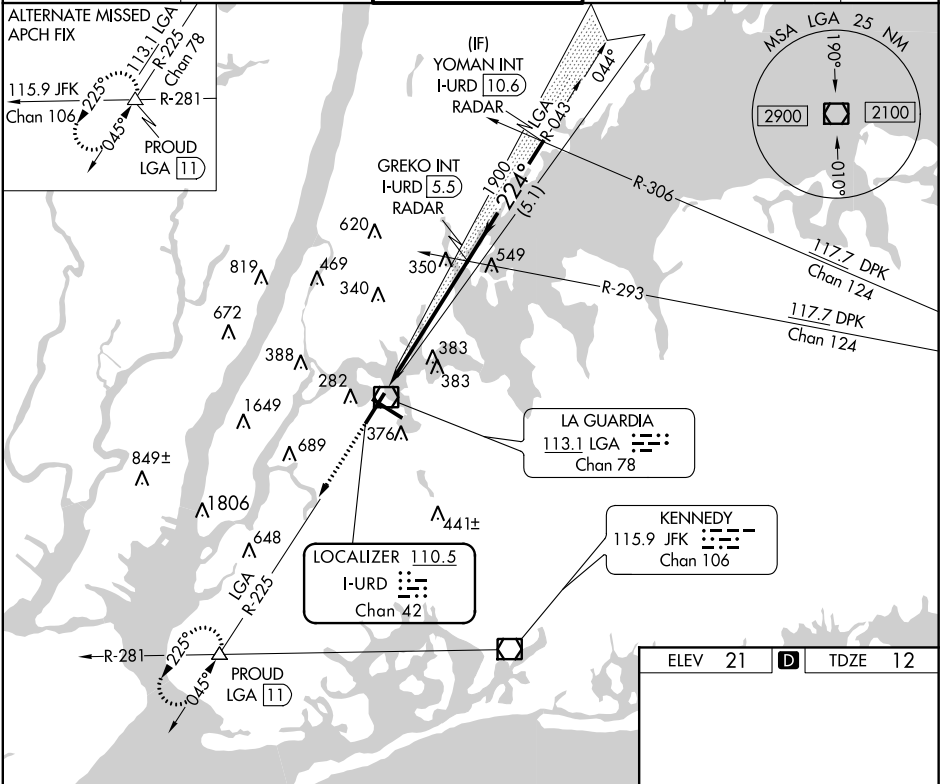 ALTERNATE MISSED
APCH FIX
113.1 LGA
R-225
Chan 78
115.9 JFK
Chan 106
R-281
225°
045°
PROUD
LGA 11
(IF)
YOMAN INT
I-URD 10.6
RADAR
LGA
R-043
044°
MSA LGA 25 NM
190°
2900
2100
010°
GREKO INT
I-URD 5.5
RADAR
1900
224°
(5.1)
R-306
117.7 DPK
Chan 124
R-293
117.7 DPK
Chan 124
620
350
549
819
469
340
672
388
383
383
282
1649
376
689
849±
1806
441±
648
LA GUARDIA
113.1 LGA
Chan 78
KENNEDY
115.9 JFK
Chan 106
LOCALIZER 110.5
I-URD
Chan 42
LGA
R-225
R-281
225°
045°
PROUD
LGA 11
ELEV 21 D TDZE 12